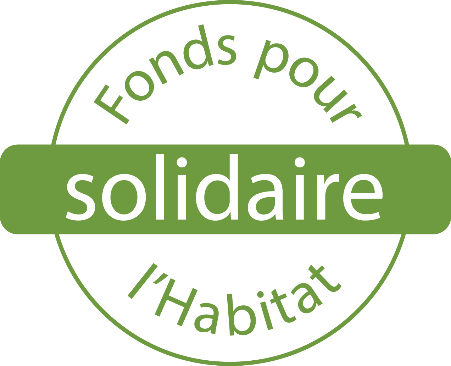 Fonds pour
solidaire
l'Habitat